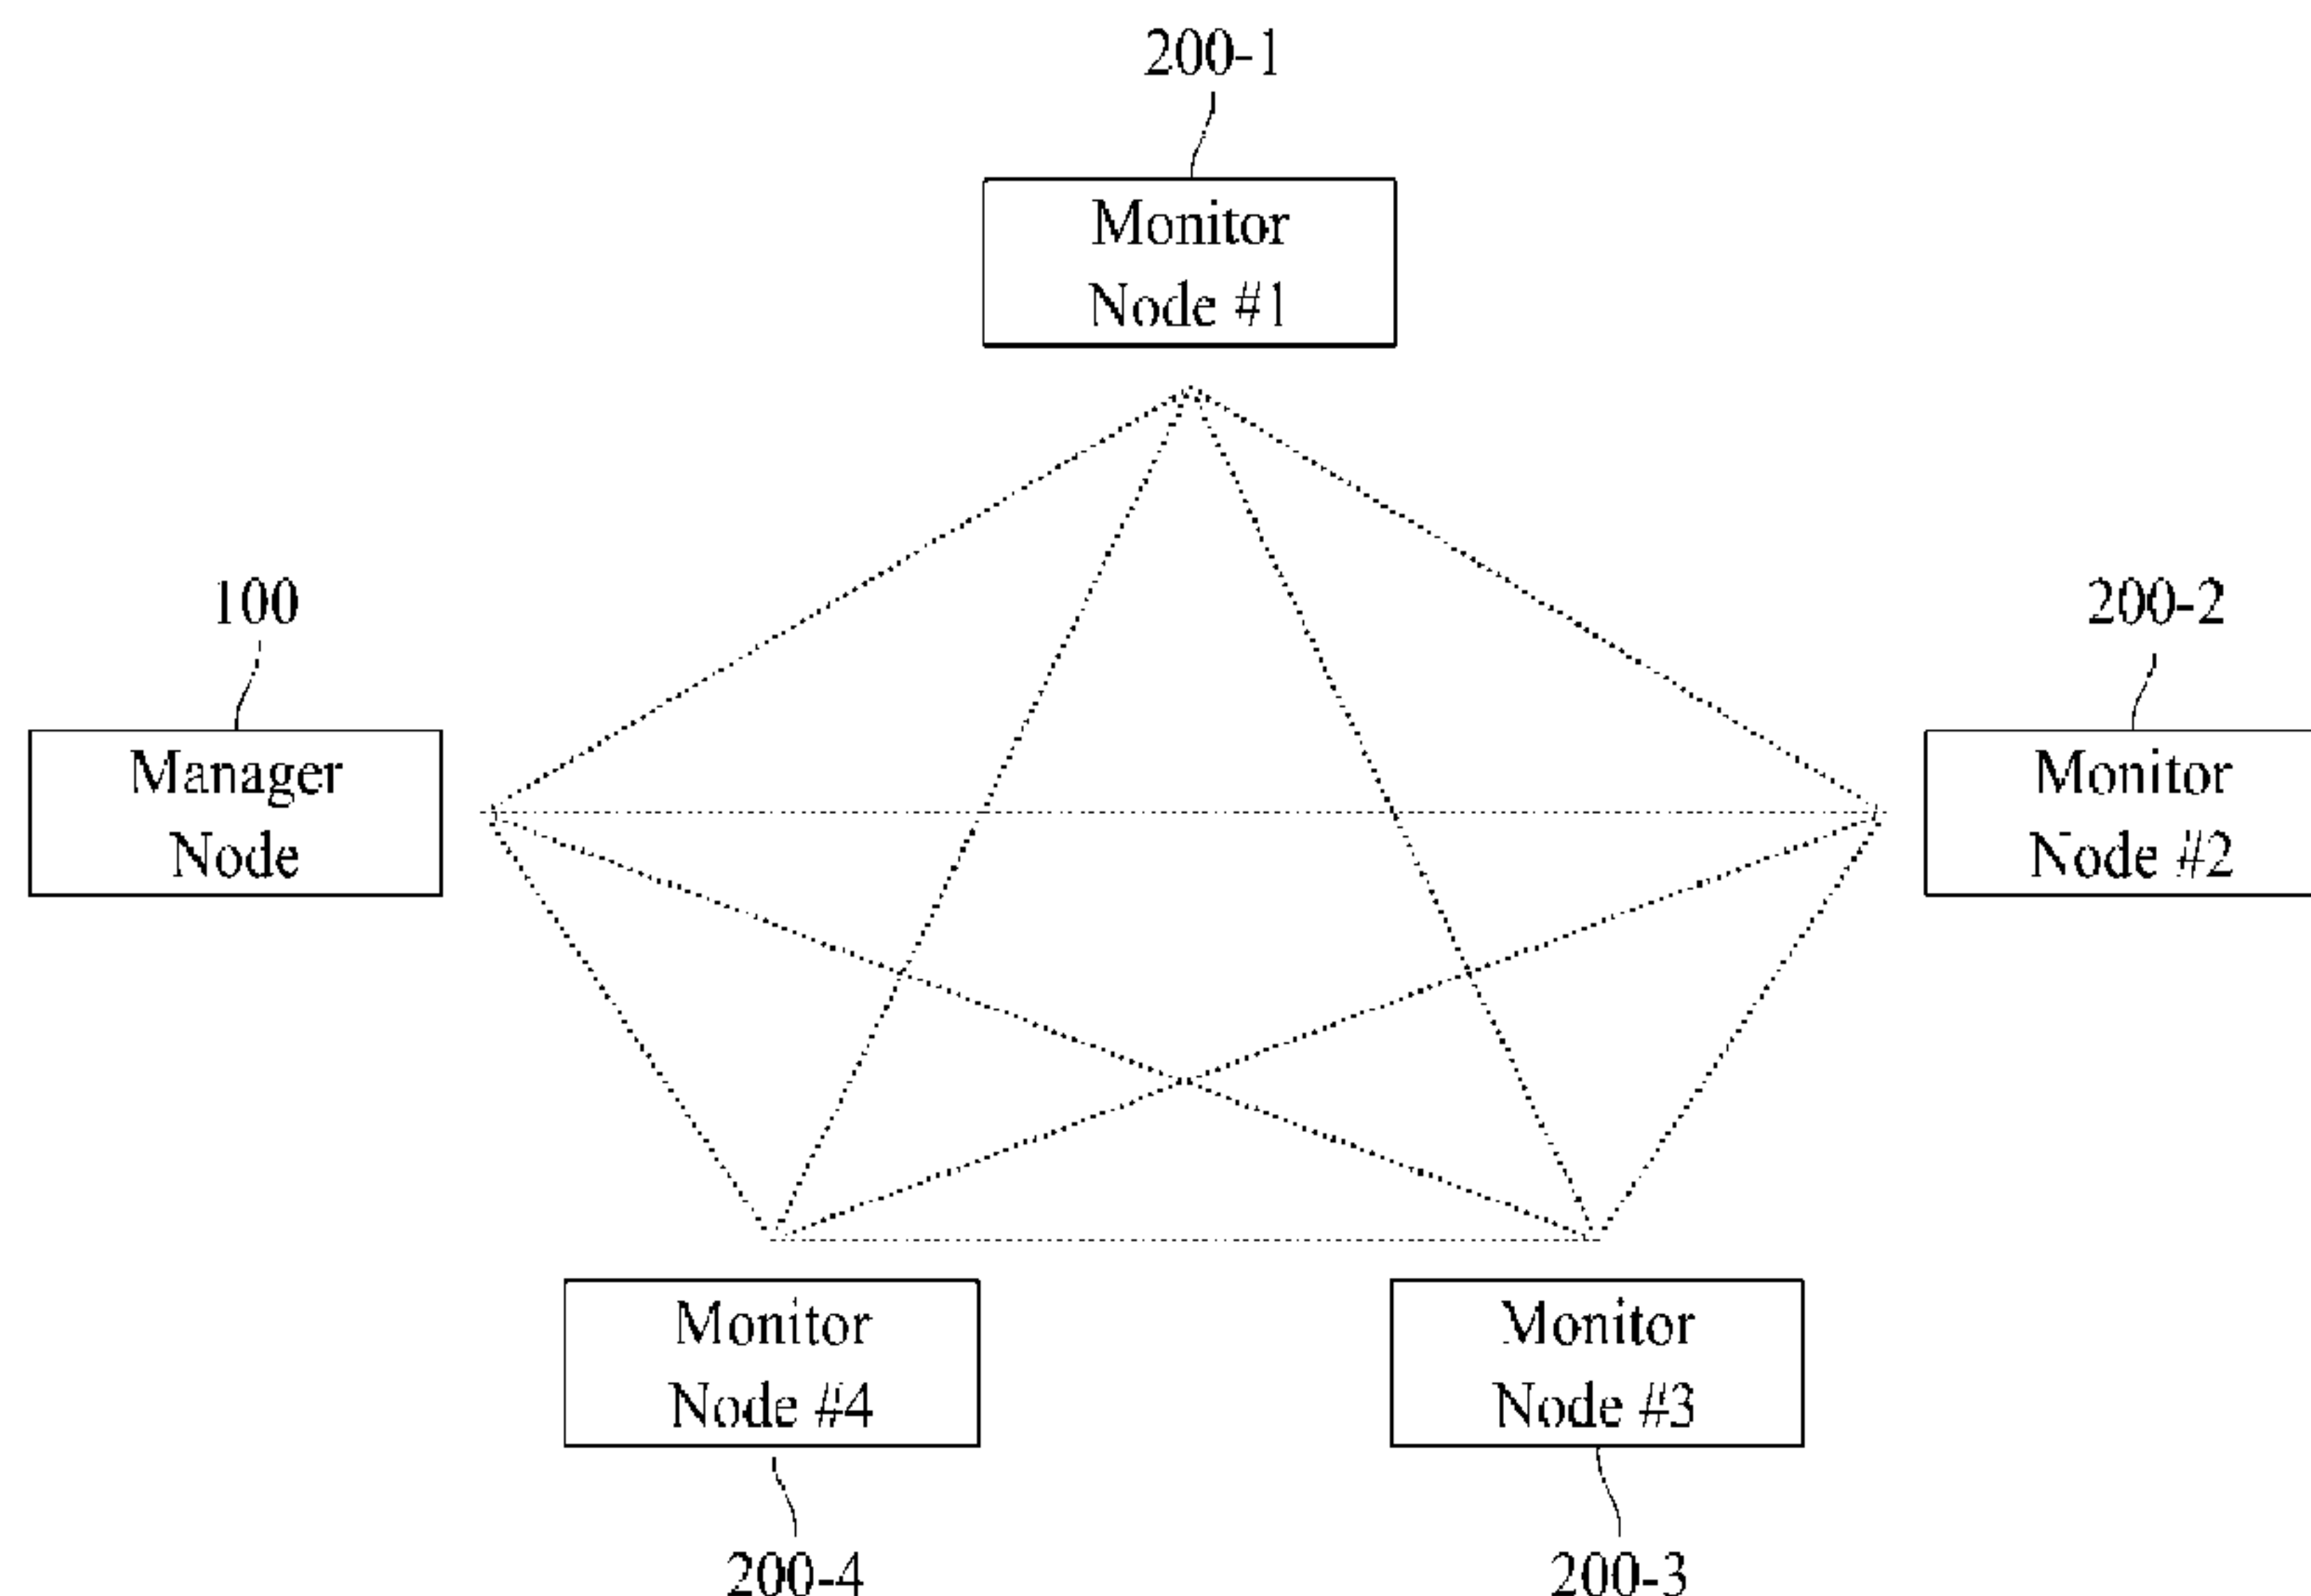 200-1
Monitor
Node #1
100
Manager
Node
200-2
Monitor
Node #2
Monitor
Node #4
200-4
Monitor
Node #3
200-3